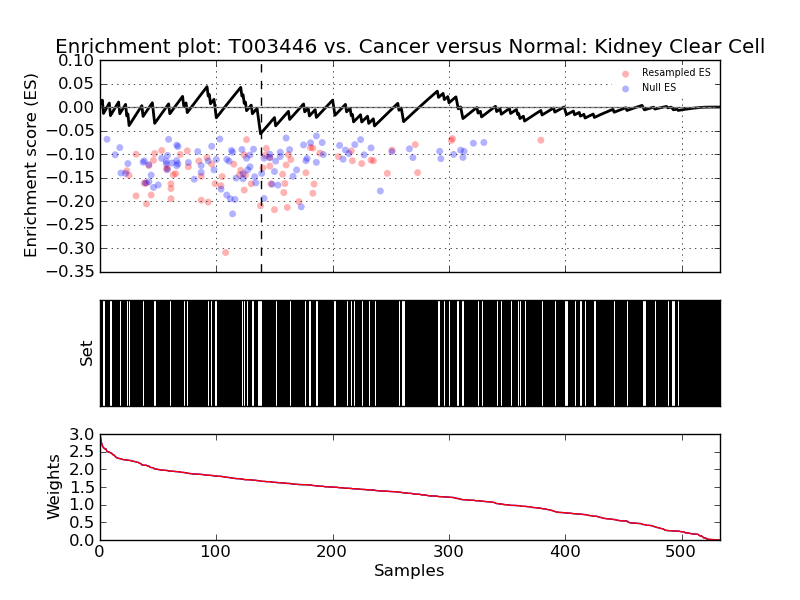 Enrichment plot: T003446 vs. Cancer versus Normal: Kidney Clear Cell
Enrichment score (ES)
0.10
0.05
0.00
−0.05
−0.10
−0.15
−0.20
−0.25
−0.30
−0.35
Resampled ES
Null ES
Set
Weights
3.0
2.5
2.0
1.5
1.0
0.5
0.0
0 100 200 300 400 500
Samples